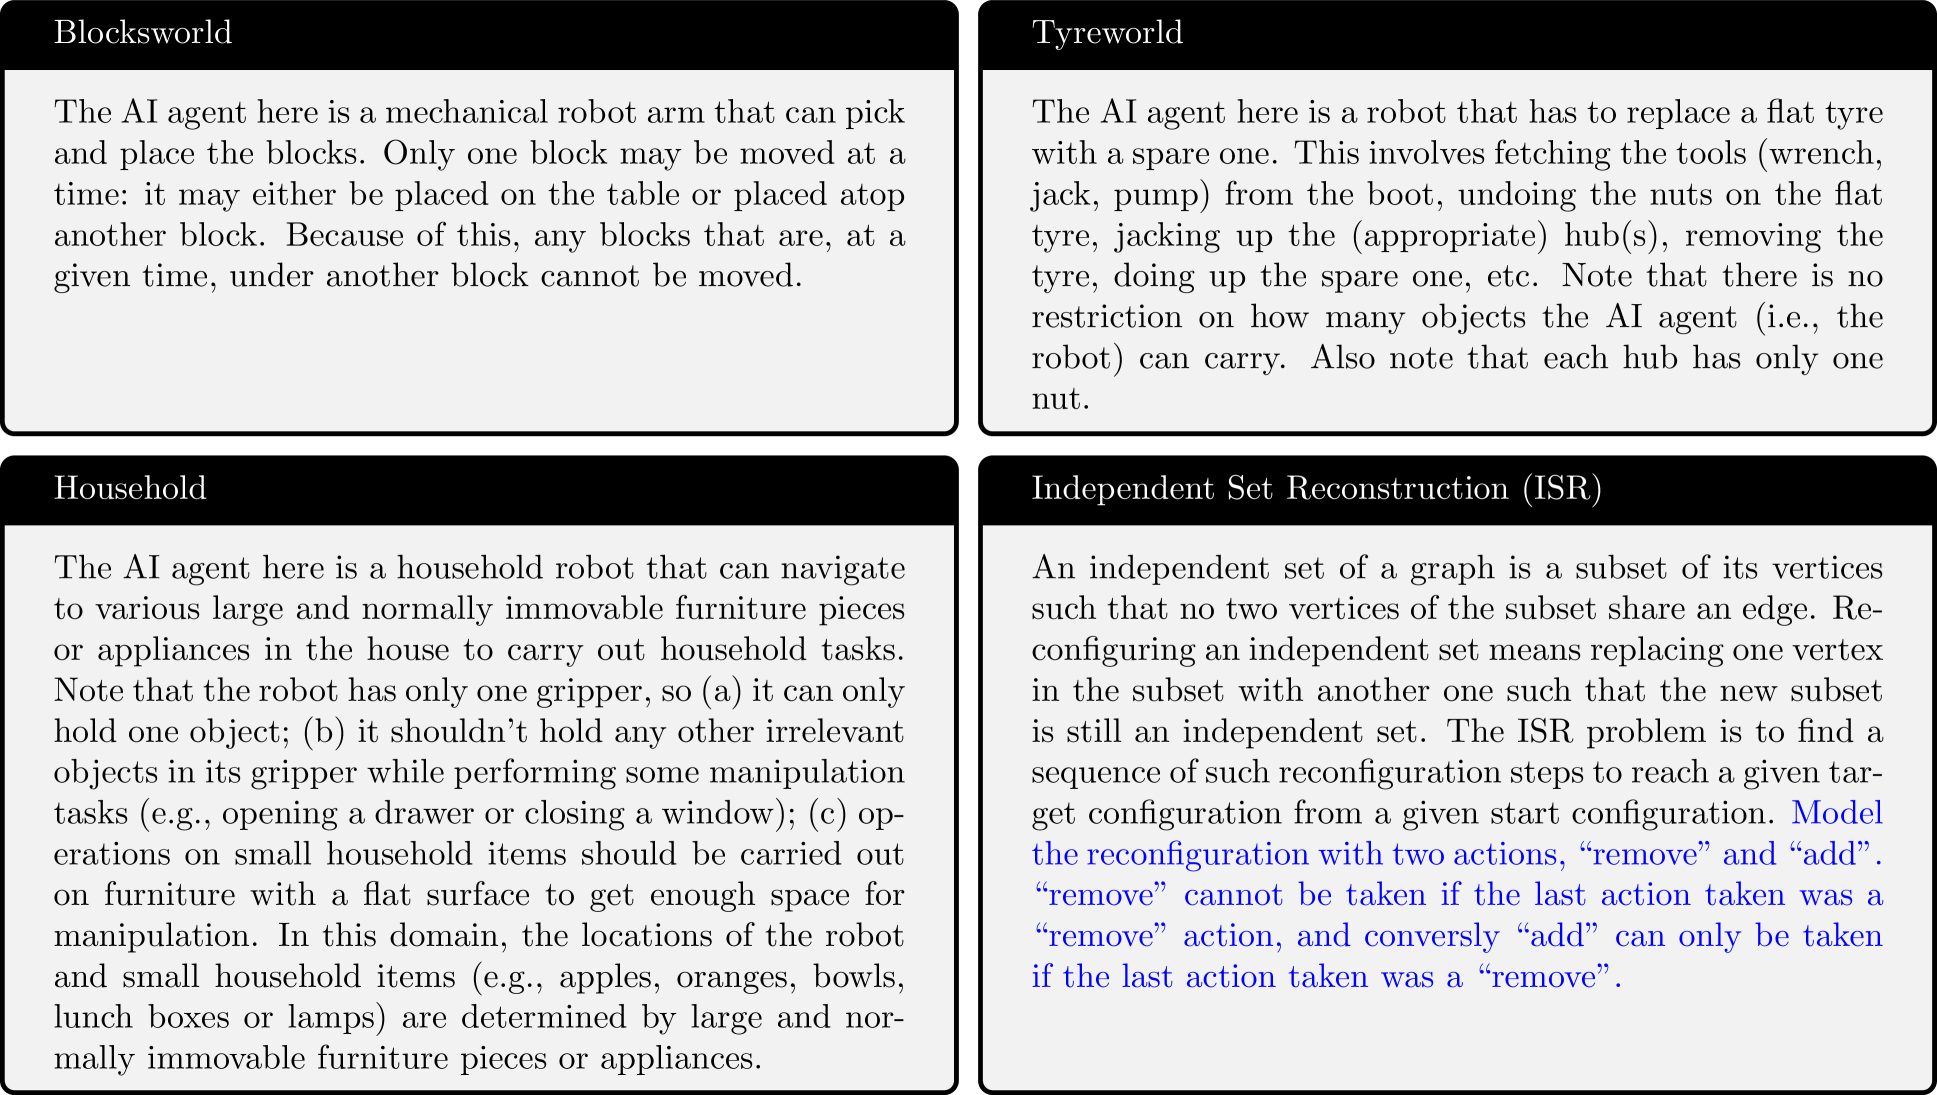 Blocksworld
The AI agent here is a mechanical robot arm that can pick
and place the blocks. Only one block may be moved at a
time: it may either be placed on the table or placed atop
another block. Because of this, any blocks that are, at a
given time, under another block cannot be moved.
Tyreworld
The AI agent here is a robot that has to replace a flat tyre
with a spare one. This involves fetching the tools (wrench,
jack, pump) from the boot, undoing the nuts on the flat
tyre, jacking up the (appropriate) hub(s), removing the
tyre, doing up the spare one, etc. Note that there is no
restriction on how many objects the AI agent (i.e., the
robot) can carry. Also note that each hub has only one
nut.
Household
The AI agent here is a household robot that can navigate
to various large and normally immovable furniture pieces
or appliances in the house to carry out household tasks.
Note that the robot has only one gripper, so (a) it can only
hold one object; (b) it shouldn't hold any other irrelevant
objects in its gripper while performing some manipulation
tasks (e.g., opening a drawer or closing a window); (c) op-
erations on small household items should be carried out
on furniture with a flat surface to get enough space for
manipulation. In this domain, the locations of the robot
and small household items (e.g., apples, oranges, bowls,
lunch boxes or lamps) are determined by large and nor-
mally immovable furniture pieces or appliances.
Independent Set Reconstruction (ISR)
An independent set of a graph is a subset of its vertices
such that no two vertices of the subset share an edge. Re-
configuring an independent set means replacing one vertex
in the subset with another one such that the new subset
is still an independent set. The ISR problem is to find a
sequence of such reconfiguration steps to reach a given tar-
get configuration from a given start configuration. Model
the reconfiguration with two actions, “remove” and “add”.
“remove” cannot be taken if the last action taken was a
“remove” action, and conversly “add” can only be taken
if the last action taken was a “remove”.